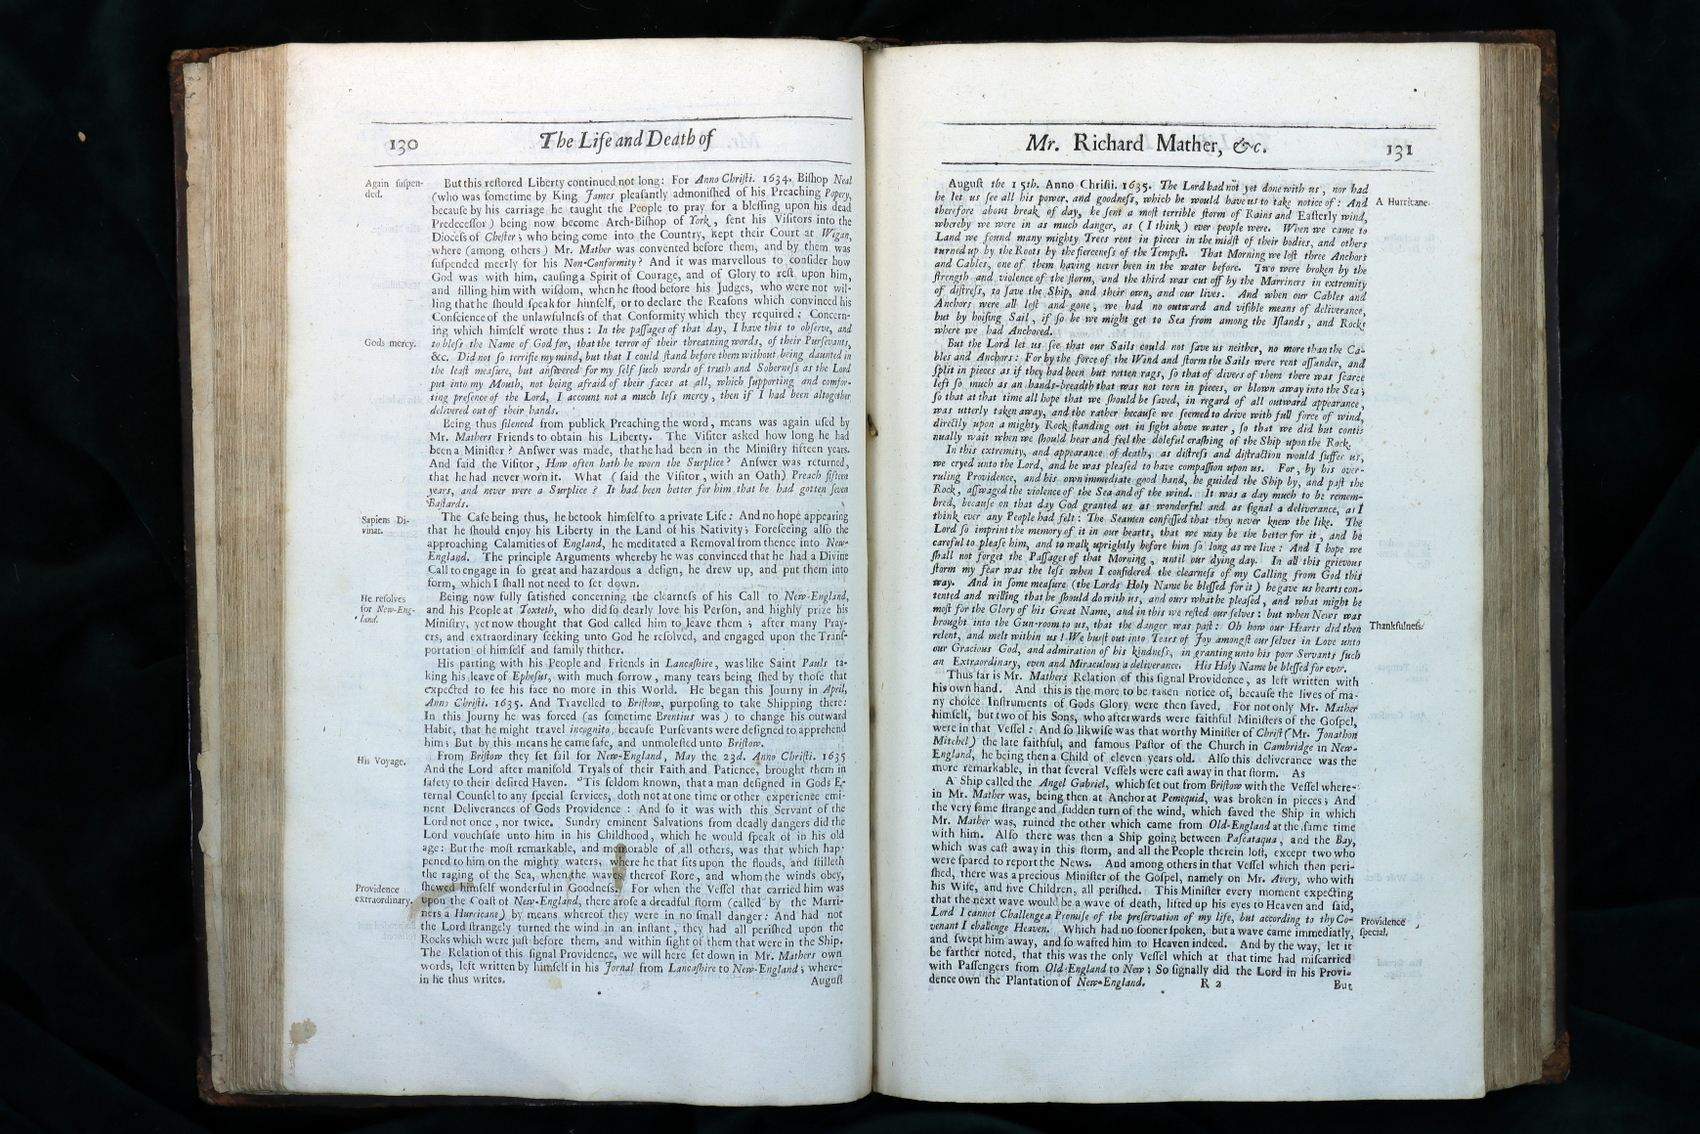 130 The Life and Death of
Again suspen-
ded.
But this restored Liberty continued not long: For Anno Christi. 1634. Bishop Neal
(who was sometime by King James pleasantly admonished of his Preaching Popery,
because by his carriage he taught the People to pray for a blessing upon his dead
Predecessor) being now become Arch-Bishop of York, sent his Visitors into the
Diocess of Chester; who being come into the Country, kept their Court at Wigan,
where (among others) Mr. Mather was convented before them, and by them was
suspended meerly for his Non-Conformity? And it was marvellous to consider how
God was with him, causing a Spirit of Courage, and of Glory to rest upon him,
and filling him with wisdom, when he stood before his Judges, who were not wil-
ling that he should speak for himself, or to declare the Reasons which convinced his
Conscience of the unlawfulness of that Conformity which they required: Concern-
ing which himself wrote thus: In the passages of that day, I have this to observe, and
Gods mercy.
to bless the Name of God for, that the terror of their threatning words, of their Pursevants,
&c. Did not so terrifie my mind, but that I could stand before them without being daunted in
the least measure, but answered for my self such words of truth and Soberness as the Lord
put into my Mouth, not being afraid of their faces at all, which supporting and comfor-
ting presence of the Lord, I account not a much less mercy, then if I had been altogether
delivered out of their hands.
Being thus silenced from publick Preaching the word, means was again used by
Mr. Mathers Friends to obtain his Liberty. The Visitor asked how long he had
been a Minister? Answer was made, that he had been in the Ministry fifteen years.
And said the Visitor, How often hath he worn the Surplice? Answer was returned,
that he had never worn it. What (said the Visitor, with an Oath) Preach fifteen
years, and never were a Surplice? It had been better for him that he had gotten seven
Bastards.
Sapiens Di-
vinat.
The Case being thus, he betook himself to a private Life: And no hope appearing
that he should enjoy his Liberty in the Land of his Nativity; Foreseeing also the
approaching Calamities of England, he meditated a Removal from thence into New-
England. The principle Arguments whereby he was convinced that he had a Divine
Call to engage in so great and hazardous a design, he drew up, and put them into
form, which I shall not need to set down.
He resolves
for New-Eng-
land.
Being now fully satisfied concerning the clearness of his Call to New-England,
and his People at Toxteth, who did so dearly love his Person, and highly prize his
Ministry, yet now thought that God called him to leave them; after many Pray-
ers, and extraordinary seeking unto God he resolved, and engaged upon the Trans-
portation of himself and family thither.
His parting with his People and Friends in Lancashire, was like Saint Pauls ta-
king his leave of Ephesus, with much sorrow, many tears being shed by those that
expected to see his face no more in this World. He began this Journy in April,
Anno Christi. 1635. And Travelled to Bristow, purposing to take Shipping there:
In this Journy he was forced (as sometime Brentius was) to change his outward
Habit, that he might travel incognito, because Pursevants were designed to apprehend
him; But by this means he came safe, and unmolested unto Bristow.
His Voyage.
From Bristow they set sail for New-England, May the 23d. Anno Christi. 1635
And the Lord after manifold Tryals of their Faith and Patience, brought them in
safety to their desired Haven. 'Tis seldom known, that a man designed in Gods E-
ternal Counsel to any special services, doth not at one time or other experience emi-
nent Deliverances of Gods Providence: And so it was with this Servant of the
Lord not once, nor twice. Sundry eminent Salvations from deadly dangers did the
Lord vouchsafe unto him in his Childhood, which he would speak of in his old
age: But the most remarkable, and memorable of all others, was that which hap-
pened to him on the mighty waters, where he that sits upon the flouds, and stilleth
the raging of the Sea, when the waves thereof Rore, and whom the winds obey,
Providence
extraordinary.
shewed himself wonderful in Goodness. For when the Vessel that carried him was
upon the Coast of New-England, there arose a dreadful storm (called by the Marri-
ners a Hurricane) by means whereof they were in no small danger: And had not
the Lord strangely turned the wind in an instant, they had all perished upon the
Rocks which were just before them, and within sight of them that were in the Ship.
The Relation of this signal Providence, we will here set down in Mr. Mathers own
words, left written by himself in his Jornal from Lancashire to New-England; where-
in he thus writes.
August
Mr. Richard Mather, &c. 131
August the 15th. Anno Christi. 1635. The Lord had not yet done with us, nor had
he let us see all his power, and goodness, which he would have us to take notice of: And
A Hurricane.
therefore about break of day, he sent a most terrible storm of Rains and Easterly wind,
whereby we were in as much danger, as (I think) ever people were. When we came to
Land we found many mighty Trees rent in pieces in the midst of their bodies, and others
turned up by the Roots by the fierceness of the Tempest. That Morning we lost three Anchors
and Cables, one of them having never been in the water before. Two were broken by the
strength and violence of the storm, and the third was cut off by the Marriners in extremity
of distress, to save the Ship, and their own, and our lives. And when our Cables and
Anchors were all lost and gone, we had no outward and visible means of deliverance,
but by hoising Sail, if so be we might get to Sea from among the Islands, and Rocks
where we had Anchored.
But the Lord let us see that our Sails could not save us neither, no more than the Ca-
bles and Anchors: For by the force of the Wind and storm the Sails were rent assander, and
split in pieces as if they had been but rotten rags, so that of divers of them there was scarce
left so much as an hands-breadth that was not torn in pieces, or blown away into the Sea;
so that at that time all hope that we should be saved, in regard of all outward appearance,
was utterly taken away, and the rather because we seemed to drive with full force of wind,
directly upon a mighty Rock standing out in sight above water, so that we did but conti-
nually wait when we should hear and feel the doleful crashing of the Ship upon the Rock.
In this extremity, and appearance of death, as distress and distraction would suffer us,
we cryed unto the Lord, and he was pleased to have compassion upon us. For, by his over-
ruling Providence, and his own immediate good hand, he guided the Ship by, and past the
Rock, asswaged the violence of the Sea and of the wind. It was a day much to be remem-
bred, because on that day God granted us as wonderful and as signal a deliverance, as I
think ever any People had felt: The Seamen confessed that they never knew the like. The
Lord so imprint the memory of it in our hearts, that we may be the better for it, and be
careful to please him, and to walk uprightly before him so long as we live: And I hope we
shall not forget the Passages of that Morning, until our dying day. In all this grievous
storm my fear was the less when I considered the clearness of my Calling from God this
way. And in some measure (the Lords Holy Name be blessed for it) he gave us hearts con-
tented and willing that he should do with us, and ours what he pleased, and what might be
most for the Glory of his Great Name, and in this we rested our selves: but when News was
Thankfulness.
brought into the Gun-room to us, that the danger was past: Oh how our Hearts did then
relent, and melt within us! We burst out into Tears of Joy amongst our selves in Love unto
our Gracious God, and admiration of his kindness, in granting unto his poor Servants such
an Extraordinary, even and Miraculous a deliverance. His Holy Name be blessed for ever.
Thus far is Mr. Mathers Relation of this signal Providence, as left written with
his own hand. And this is the more to be taken notice of, because the lives of ma-
ny choice Instruments of Gods Glory were then saved. For not only Mr. Mather
himself, but two of his Sons, who afterwards were faithful Ministers of the Gospel,
were in that Vessel: And so likwise was that worthy Minister of Christ (Mr. Jonathon
Mitchel) the late faithful, and famous Pastor of the Church in Cambridge in New-
England, he being then a Child of eleven years old. Also this deliverance was the
more remarkable, in that several Vessels were cast away in that storm. As
A Ship called the Angel Gabriel, which set out from Bristow with the Vessel where-
in Mr. Mather was, being then at Anchor at Pemequid, was broken in pieces; And
the very same strange and sudden turn of the wind, which saved the Ship in which
Mr. Mather was, ruined the other which came from Old-England at the same time
with him. Also there was then a Ship going between Pascataqua, and the Bay,
which was cast away in this storm, and all the People therein lost, except two who
were spared to report the News. And among others in that Vessel which then peri-
shed, there was a precious Minister of the Gospel, namely on Mr. Avery, who with
his Wife, and five Children, all perished. This Minister every moment expecting
that the next wave would be a wave of death, lifted up his eyes to Heaven and said,
Providence
special.
Lord I cannot Challenge a Promise of the preservation of my life, but according to thy Co-
venant I challenge Heaven. Which had no sooner spoken, but a wave came immediatly,
and swept him away, and so wafted him to Heaven indeed. And by the way, let it
be farther noted, that this was the only Vessel which at that time had miscarried
with Passengers from Old-England to New; So signally did the Lord in his Provi-
dence own the Plantation of New-England.
R 2 But